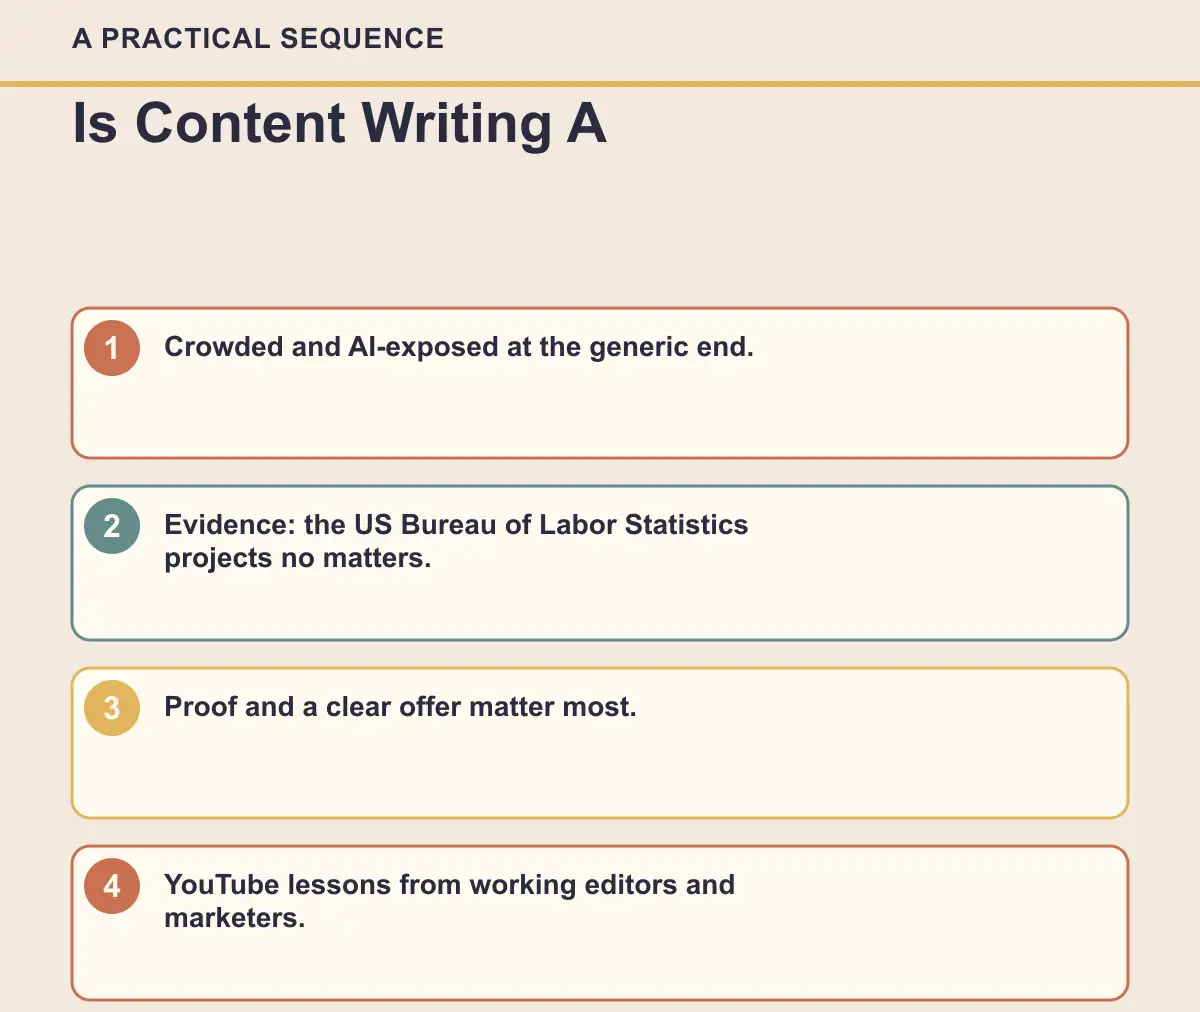 A PRACTICAL SEQUENCE
Is Content Writing A
1
Crowded and AI-exposed at the generic end.
2
Evidence: the US Bureau of Labor Statistics
projects no matters.
3
Proof and a clear offer matter most.
4
YouTube lessons from working editors and
marketers.